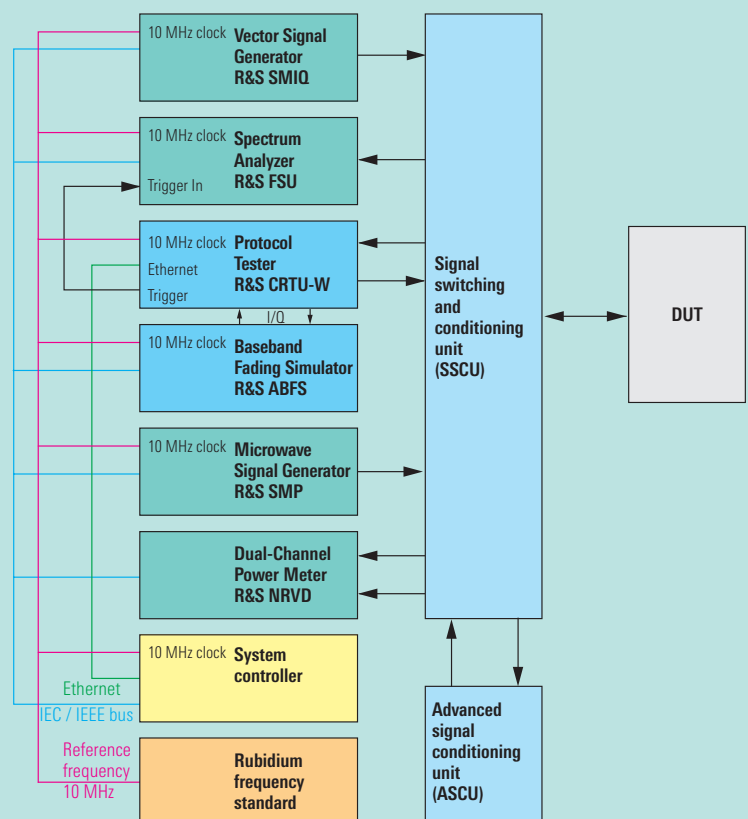 10 MHz clock Vector Signal
Generator
R&S SMIQ
10 MHz clock Spectrum
Analyzer
Trigger In R&S FSU
10 MHz clock Protocol
Ethernet Tester
Trigger R&S CRTU-W
I/Q
10 MHz clock Baseband
Fading Simulator
R&S ABFS
10 MHz clock Microwave
Signal Generator
R&S SMP
Dual-Channel
Power Meter
R&S NRVD
10 MHz clock System
controller
Ethernet
IEC / IEEE bus
Reference
frequency
10 MHz
Rubidium
frequency
standard
Signal
switching
and
conditioning
unit
(SSCU)
DUT
Advanced
signal
conditioning
unit
(ASCU)